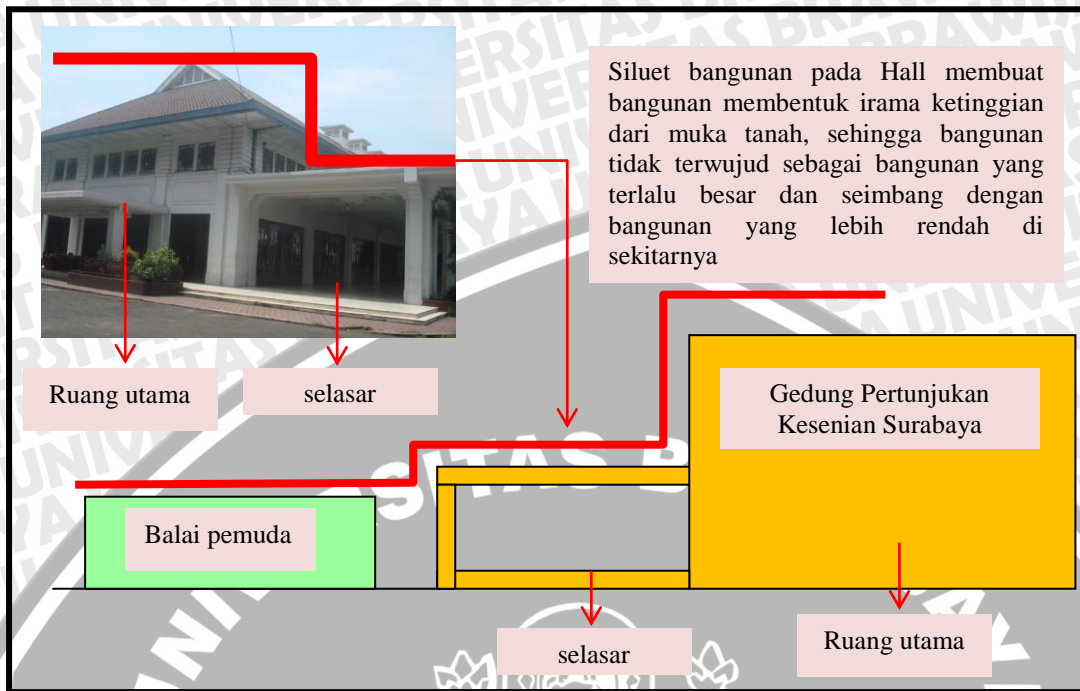 Siluet bangunan pada Hall membuat
bangunan membentuk irama ketinggian
dari muka tanah, sehingga bangunan
tidak terwujud sebagai bangunan yang
terlalu besar dan seimbang dengan
bangunan yang lebih rendah di
sekitarnya
Ruang utama
selasar
Gedung Pertunjukan
Kesenian Surabaya
Balai pemuda
selasar
Ruang utama